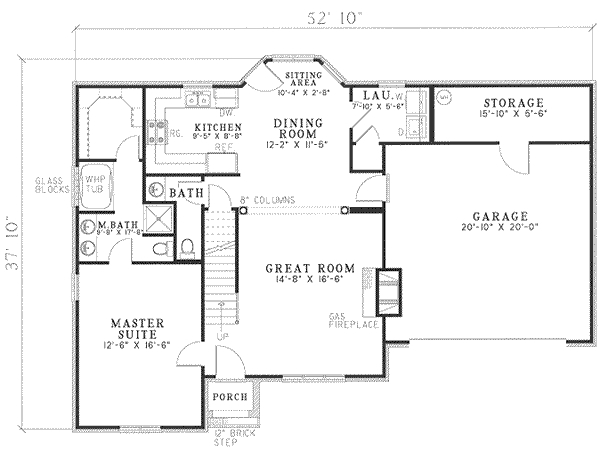 52' 10"
37' 10"
SITTING
AREA
10'-4" X 2'-8"
LAU.
7'-10" X 5'-6"
W
D.
STORAGE
15'-10" X 5'-6"
KITCHEN
9'-5" X 8'-8"
RG.
DW.
REF.
DINING
ROOM
12'-2" X 11'-5"
GLASS
BLOCKS
WHP
TUB
BATH
8" COLUMNS
M.BATH
9'-8" X 17'-8"
GARAGE
20'-10" X 20'-0"
GREAT ROOM
14'-8" X 16'-6"
GAS
FIREPLACE
MASTER
SUITE
12'-6" X 16'-6"
UP
PORCH
12" BRICK
STEP